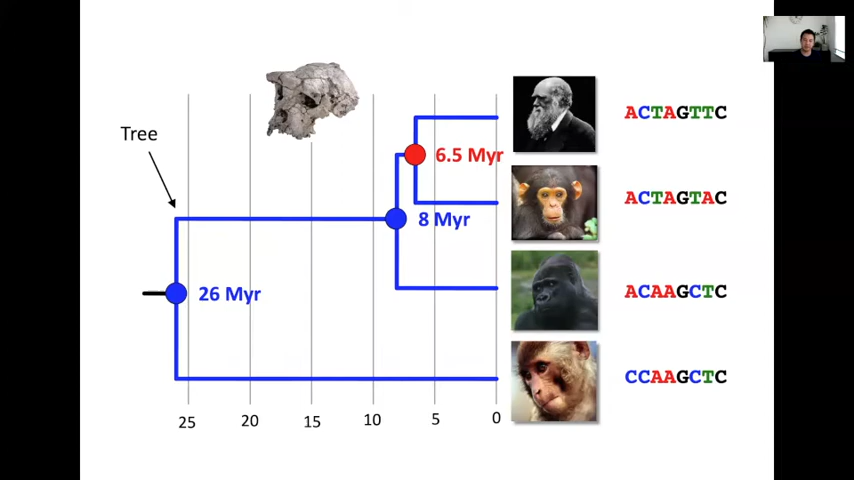 Tree
6.5 Myr
8 Myr
26 Myr
ACTAGTTC
ACTAGTAC
ACAAGCTC
CCAAGCTC
25 20 15 10 5 0